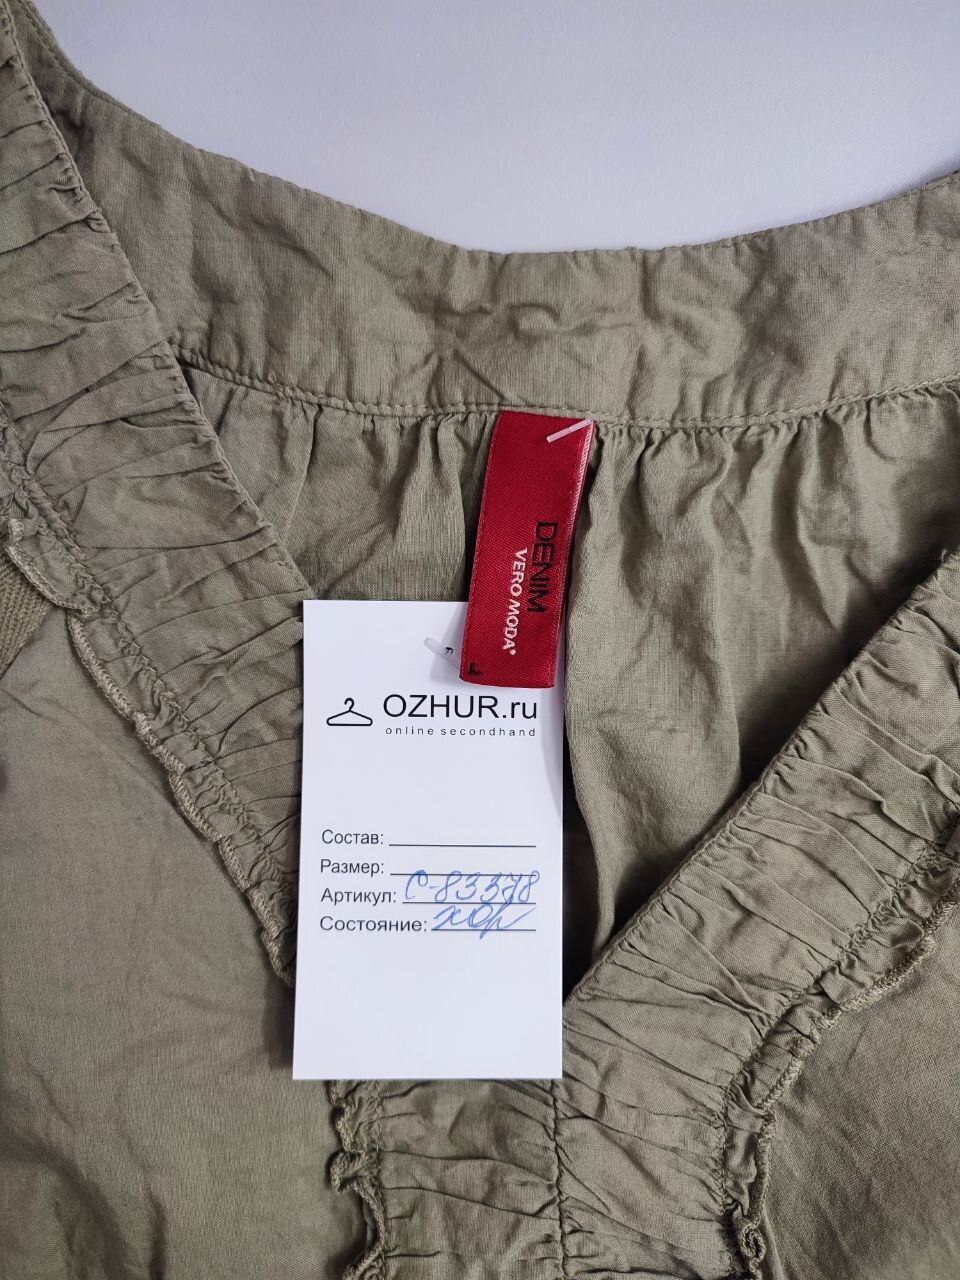 DENIM
VERO MODA
L
OZHUR.ru
online secondhand
Состав:
Размер:
Артикул: С-83378
Состояние: хор